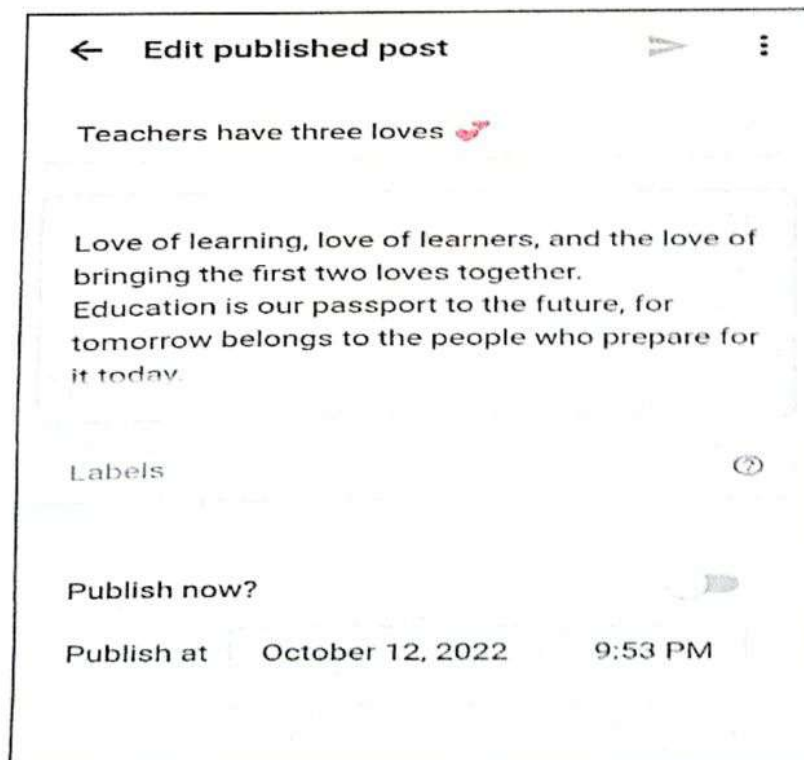 Edit published post
Teachers have three loves 💞
Love of learning, love of learners, and the love of
bringing the first two loves together.
Education is our passport to the future, for
tomorrow belongs to the people who prepare for
it today.
Labels
Publish now?
Publish at October 12, 2022 9:53 PM